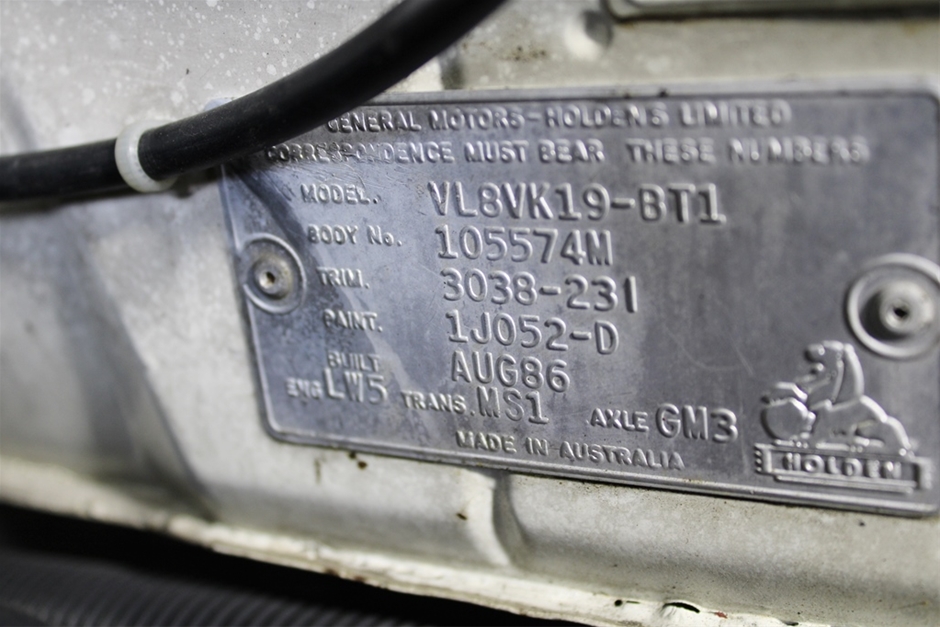 GENERAL MOTORS-HOLDEN'S LIMITED
CORRESPONDENCE MUST BEAR THESE NUMBERS
MODEL. VL8VK19-BT1
BODY No. 105574M
TRIM. 3038-231
PAINT. 1J052-D
BUILT. AUG86
ENG LW5 TRANS. MS1 AXLE GM3
MADE IN AUSTRALIA
HOLDEN